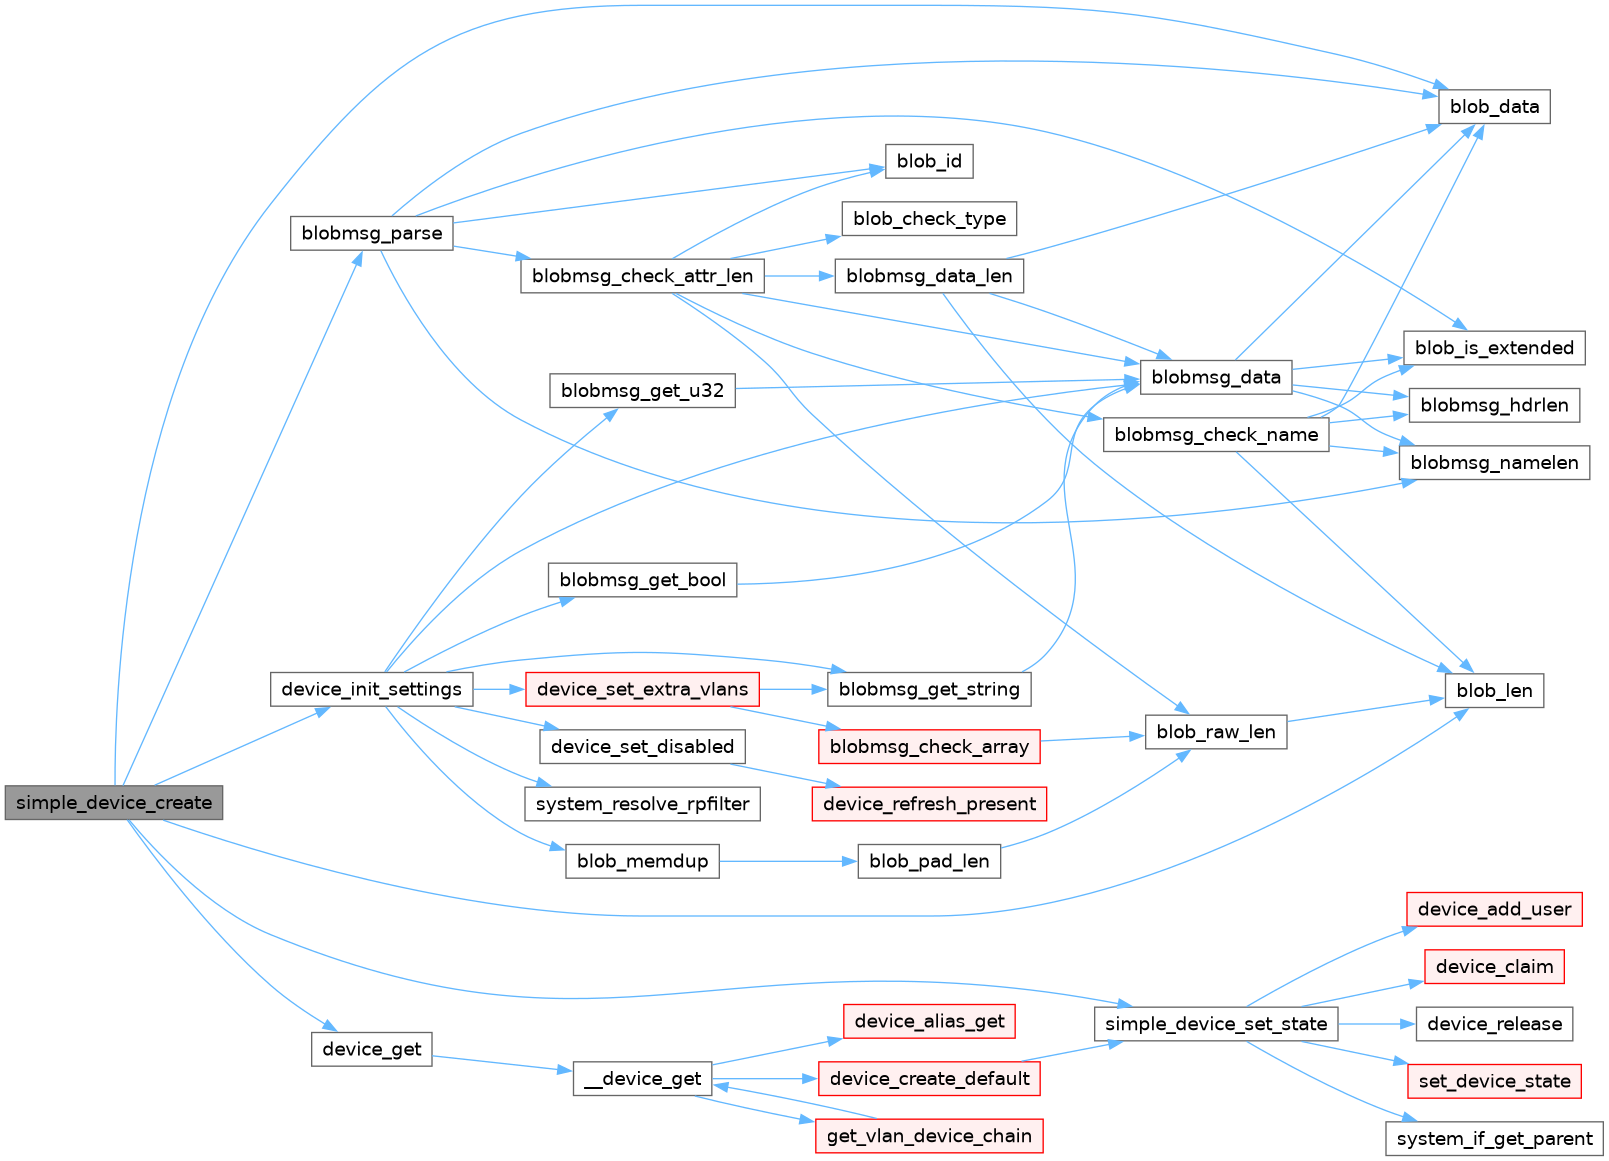 blob_data
blob_id
blob_check_type
blobmsg_parse
blobmsg_check_attr_len
blobmsg_data_len
blob_is_extended
blobmsg_data
blobmsg_get_u32
blobmsg_hdrlen
blobmsg_check_name
blobmsg_namelen
blobmsg_get_bool
device_init_settings
device_set_extra_vlans
blobmsg_get_string
blob_len
blob_raw_len
device_set_disabled
blobmsg_check_array
simple_device_create
system_resolve_rpfilter
device_refresh_present
blob_memdup
blob_pad_len
device_add_user
device_claim
device_alias_get
simple_device_set_state
device_release
device_get
__device_get
device_create_default
set_device_state
get_vlan_device_chain
system_if_get_parent